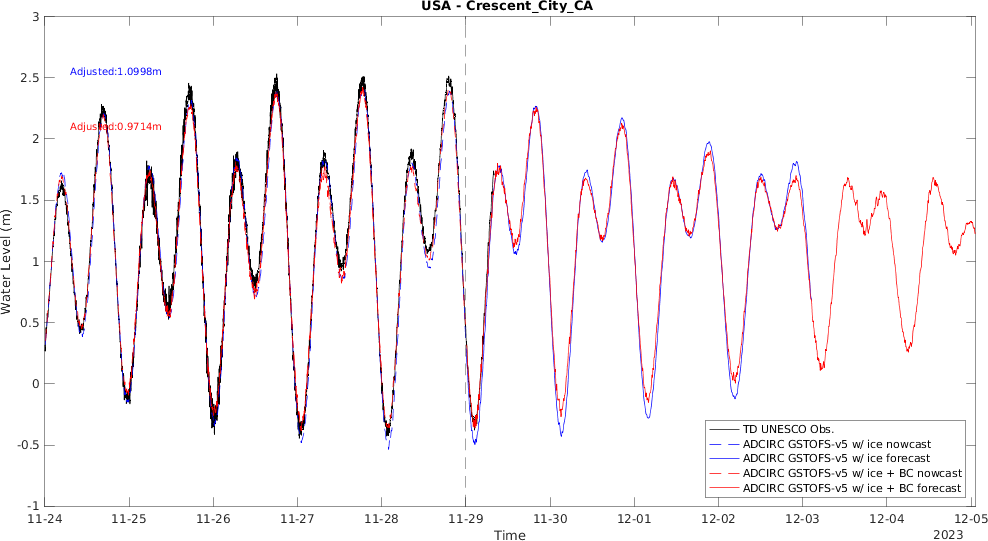 USA - Crescent_City_CA
3
2.5
2
1.5
1
0.5
0
-0.5
-1
Water Level (m)
Adjusted:1.0998m
Adjusted:0.9714m
TD UNESCO Obs.
ADCIRC GSTOFS-v5 w/ ice nowcast
ADCIRC GSTOFS-v5 w/ ice forecast
ADCIRC GSTOFS-v5 w/ ice + BC nowcast
ADCIRC GSTOFS-v5 w/ ice + BC forecast
11-24 11-25 11-26 11-27 11-28 11-29 11-30 12-01 12-02 12-03 12-04 12-05
Time
2023